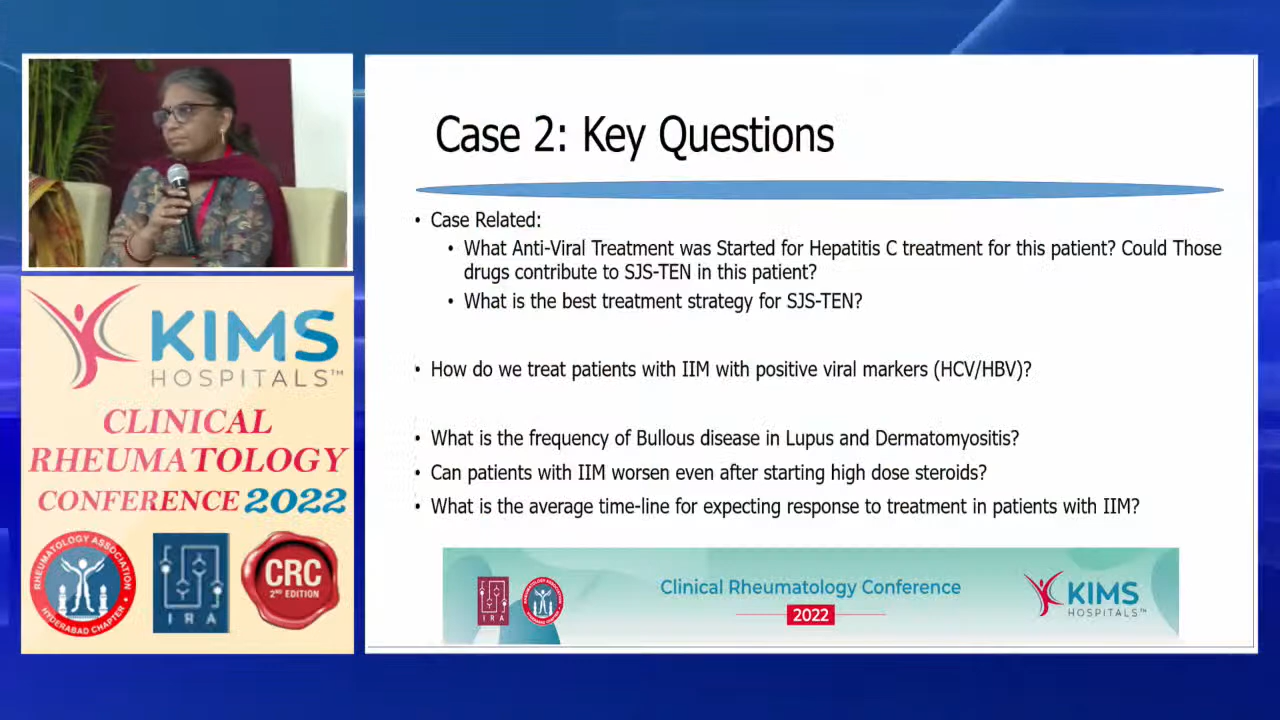 Case 2: Key Questions
• Case Related:
• What Anti-Viral Treatment was Started for Hepatitis C treatment for this patient? Could Those
drugs contribute to SJS-TEN in this patient?
• What is the best treatment strategy for SJS-TEN?
• How do we treat patients with IIM with positive viral markers (HCV/HBV)?
• What is the frequency of Bullous disease in Lupus and Dermatomyositis?
• Can patients with IIM worsen even after starting high dose steroids?
• What is the average time-line for expecting response to treatment in patients with IIM?
IRA
Clinical Rheumatology Conference
2022
KIMS
HOSPITALS™
KIMS
HOSPITALS™
CLINICAL
RHEUMATOLOGY
CONFERENCE 2022
RHEUMATOLOGY ASSOCIATION
HYDERABAD CHAPTER
IRA
CRC
2ND EDITION